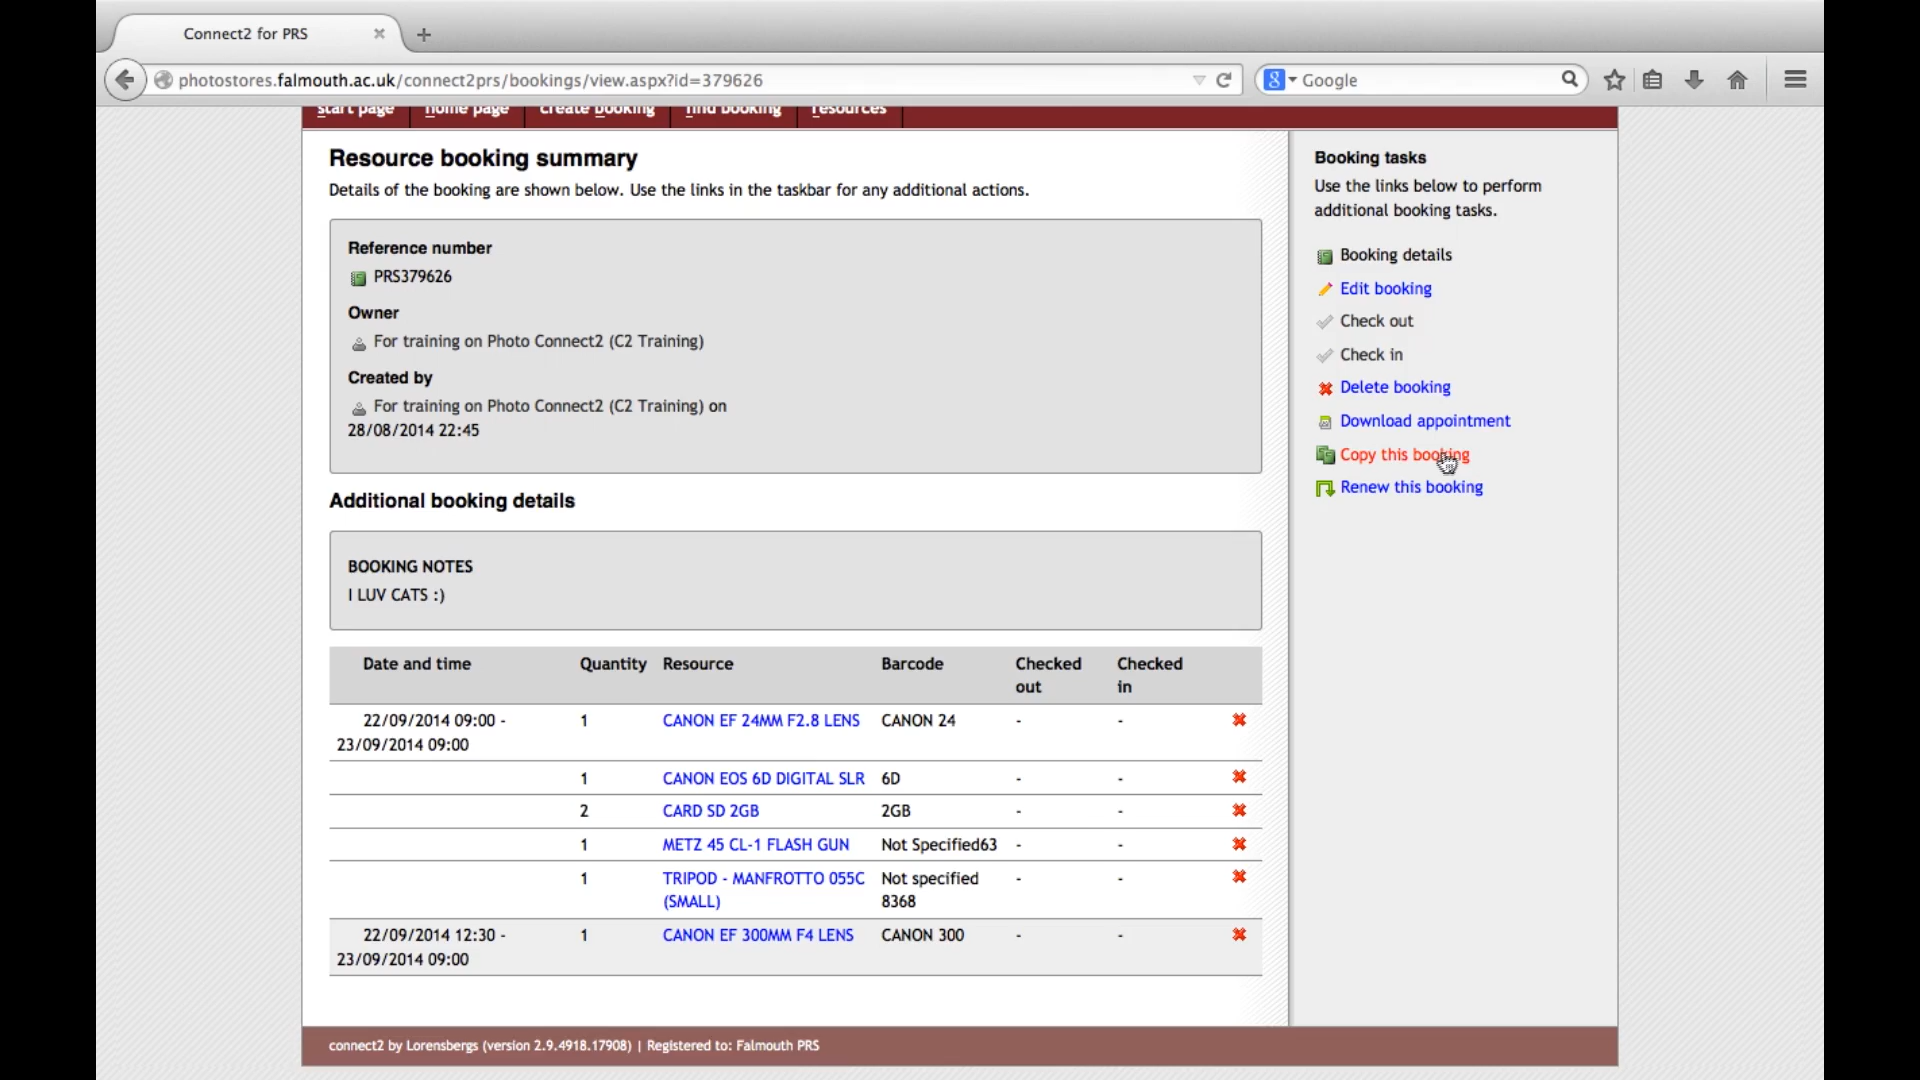 Connect2 for PRS
photostores.falmouth.ac.uk/connect2prs/bookings/view.aspx?id=379626
Google
start page home page create booking find booking resources
Resource booking summary
Details of the booking are shown below. Use the links in the taskbar for any additional actions.
Reference number
PRS379626
Owner
For training on Photo Connect2 (C2 Training)
Created by
For training on Photo Connect2 (C2 Training) on
28/08/2014 22:45
Additional booking details
BOOKING NOTES
I LUV CATS :)
Date and time Quantity Resource Barcode Checked out Checked in
22/09/2014 09:00 - 1 CANON EF 24MM F2.8 LENS CANON 24 - -
23/09/2014 09:00
1 CANON EOS 6D DIGITAL SLR 6D - -
2 CARD SD 2GB 2GB - -
1 METZ 45 CL-1 FLASH GUN Not Specified63 - -
1 TRIPOD - MANFROTTO 055C Not specified - -
(SMALL) 8368
22/09/2014 12:30 - 1 CANON EF 300MM F4 LENS CANON 300 - -
23/09/2014 09:00
Booking tasks
Use the links below to perform
additional booking tasks.
Booking details
Edit booking
Check out
Check in
Delete booking
Download appointment
Copy this booking
Renew this booking
connect2 by Lorensbergs (version 2.9.4918.17908) | Registered to: Falmouth PRS